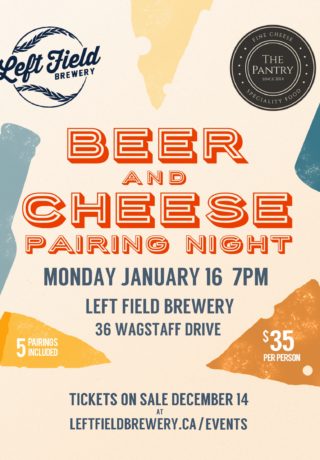 Left Field
BREWERY
FINE CHEESE
THE
PANTRY
SINCE 2013
SPECIALITY FOOD
BEER
AND
CHEESE
PAIRING NIGHT
MONDAY JANUARY 16 7PM
LEFT FIELD BREWERY
36 WAGSTAFF DRIVE
5 PAIRINGS
INCLUDED
$35
PER PERSON
TICKETS ON SALE DECEMBER 14
AT
LEFTFIELDBREWERY.CA/EVENTS